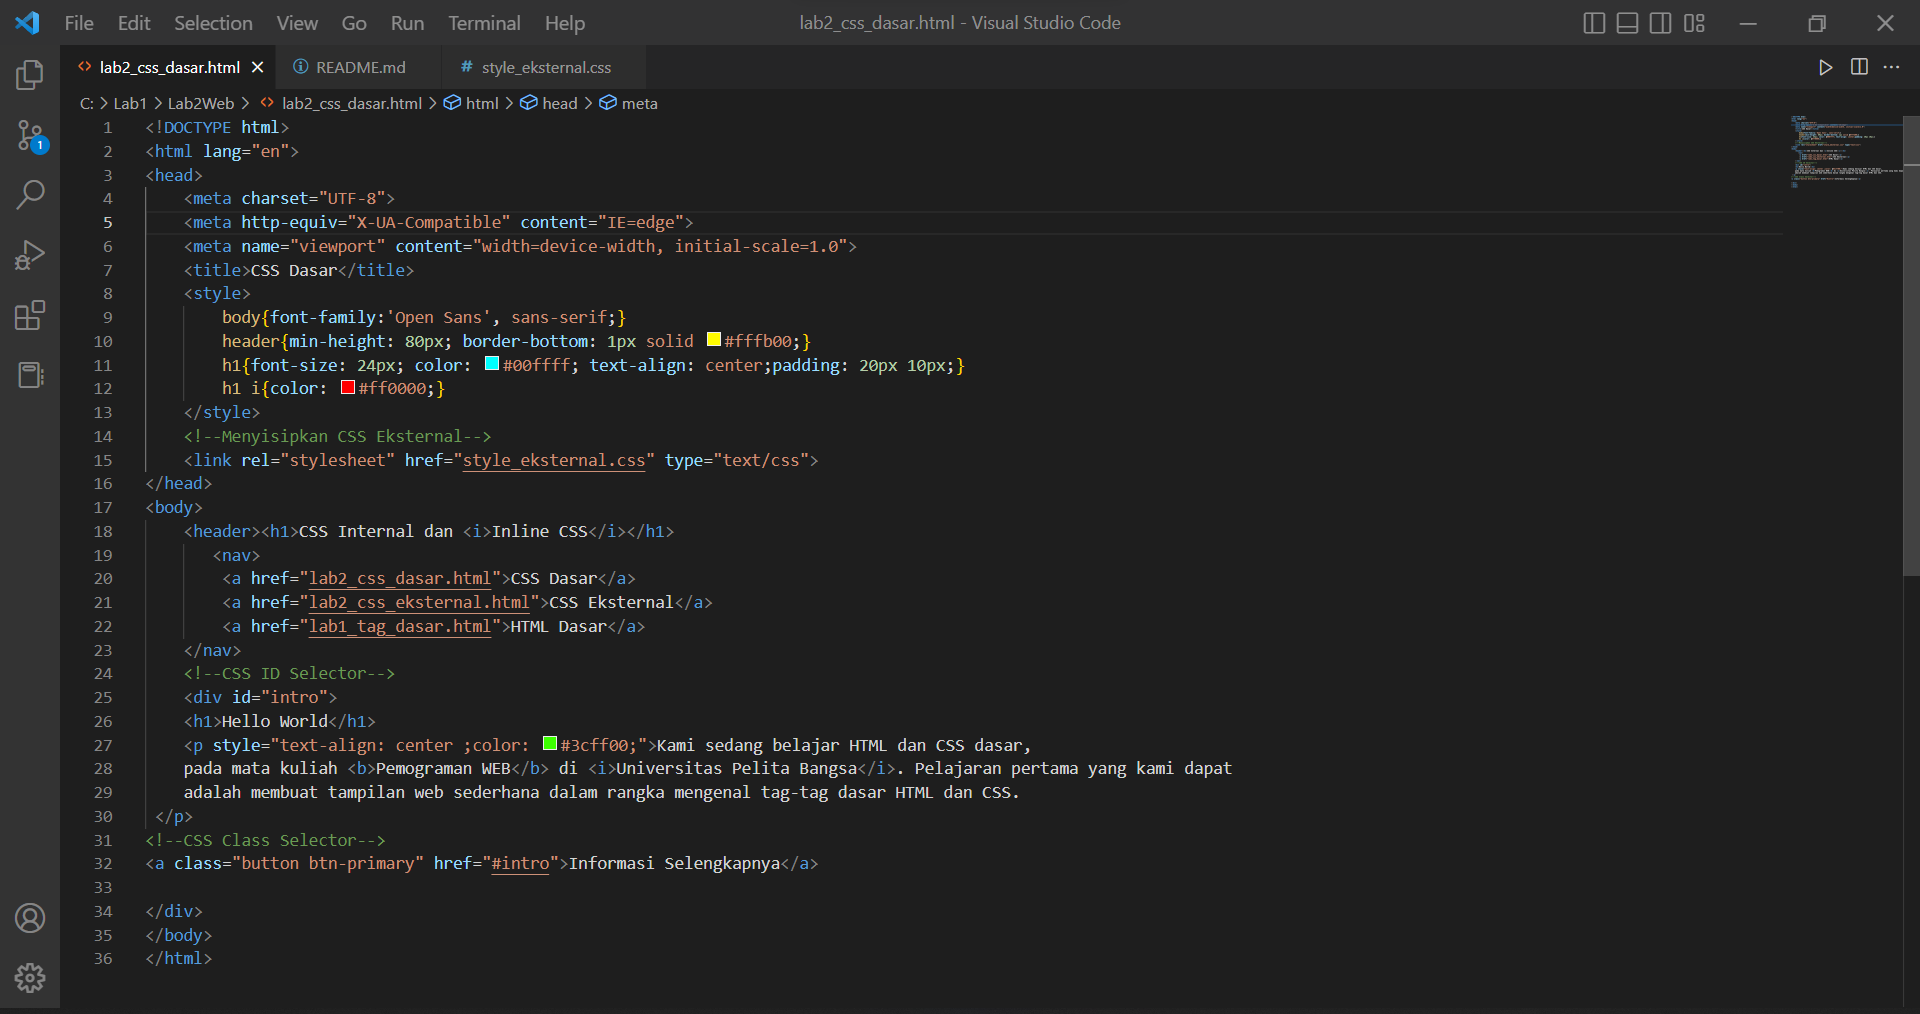 File Edit Selection View Go Run Terminal Help lab2_css_dasar.html - Visual Studio Code
lab2_css_dasar.html README.md # style_eksternal.css
C: > Lab1 > Lab2Web > lab2_css_dasar.html > html > head > meta
1
1 <!DOCTYPE html>
2 <html lang="en">
3 <head>
4 <meta charset="UTF-8">
5 <meta http-equiv="X-UA-Compatible" content="IE=edge">
6 <meta name="viewport" content="width=device-width, initial-scale=1.0">
7 <title>CSS Dasar</title>
8 <style>
9 body{font-family:'Open Sans', sans-serif;}
10 header{min-height: 80px; border-bottom: 1px solid #fffb00;}
11 h1{font-size: 24px; color: #00ffff; text-align: center;padding: 20px 10px;}
12 h1 i{color: #ff0000;}
13 </style>
14 <!--Menyisipkan CSS Eksternal-->
15 <link rel="stylesheet" href="style_eksternal.css" type="text/css">
16 </head>
17 <body>
18 <header><h1>CSS Internal dan <i>Inline CSS</i></h1>
19 <nav>
20 <a href="lab2_css_dasar.html">CSS Dasar</a>
21 <a href="lab2_css_eksternal.html">CSS Eksternal</a>
22 <a href="lab1_tag_dasar.html">HTML Dasar</a>
23 </nav>
24 <!--CSS ID Selector-->
25 <div id="intro">
26 <h1>Hello World</h1>
27 <p style="text-align: center ;color: #3cff00;">Kami sedang belajar HTML dan CSS dasar,
28 pada mata kuliah <b>Pemograman WEB</b> di <i>Universitas Pelita Bangsa</i>. Pelajaran pertama yang kami dapat
29 adalah membuat tampilan web sederhana dalam rangka mengenal tag-tag dasar HTML dan CSS.
30 </p>
31 <!--CSS Class Selector-->
32 <a class="button btn-primary" href="#intro">Informasi Selengkapnya</a>
33
34 </div>
35 </body>
36 </html>